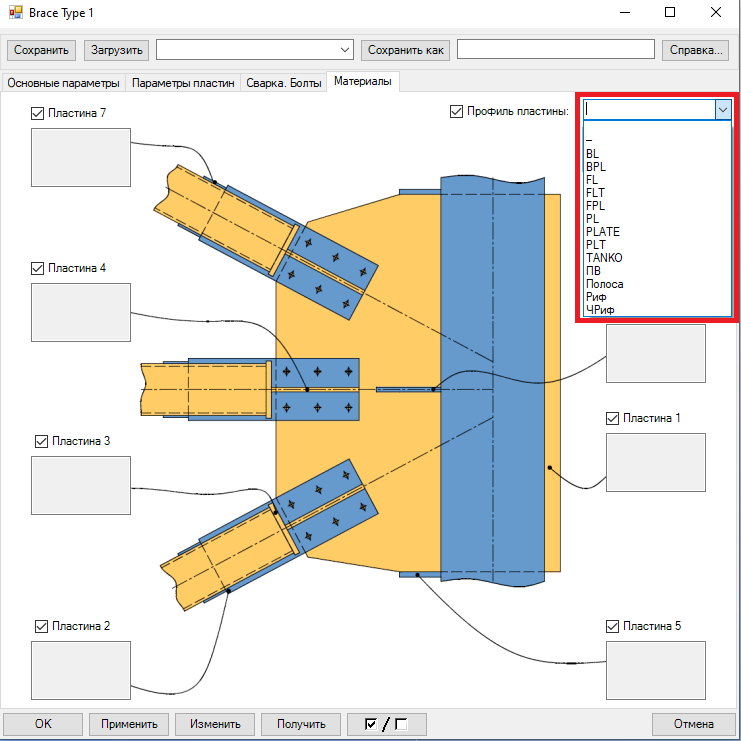 Brace Type 1
Сохранить Загрузить Сохранить как Справка...
Основные параметры Параметры пластин Сварка. Болты Материалы
Пластина 7 Профиль пластины:
_
BL
BPL
FL
FLT
FPL
PL
PLATE
PLT
TANKO
ПВ
Полоса
Риф
ЧРиф
Пластина 4
Пластина 1
Пластина 3
Пластина 2 Пластина 5
OK Применить Изменить Получить / Отмена